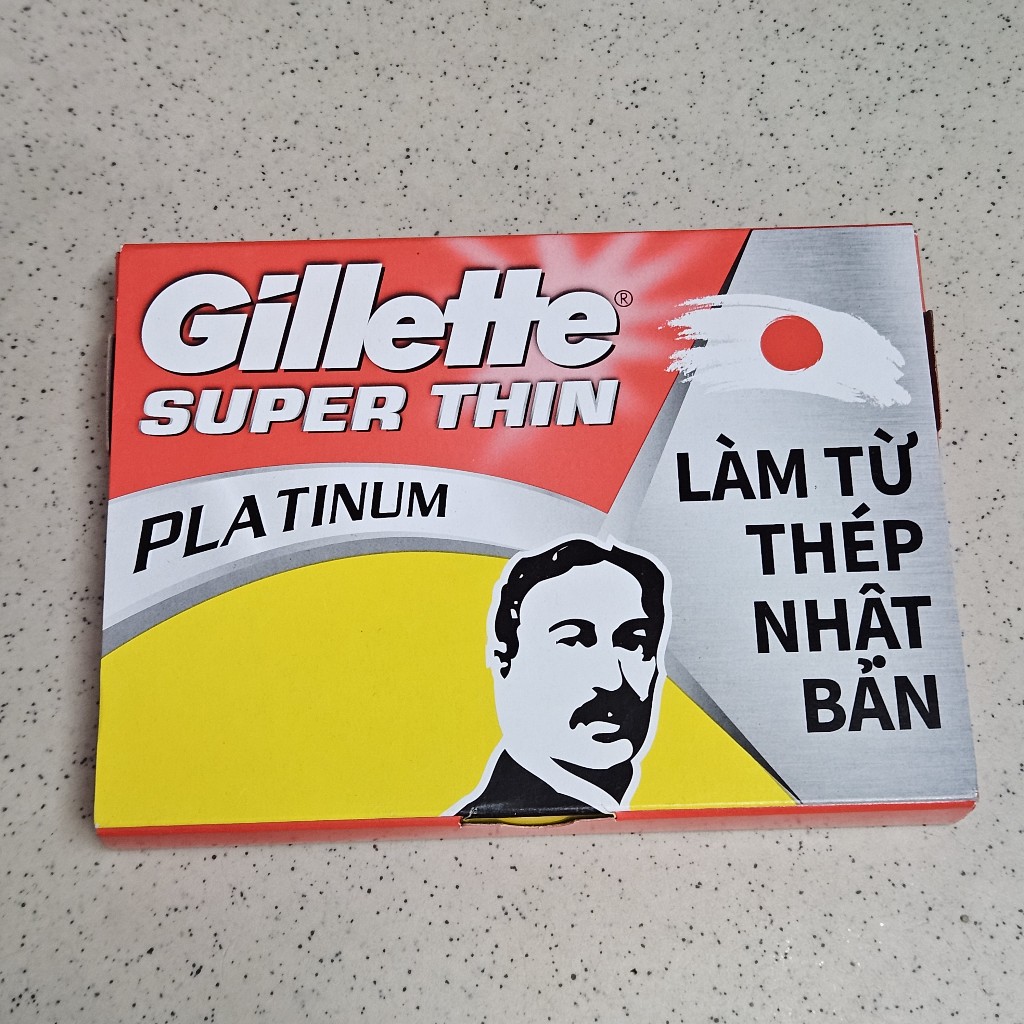 Gillette®
SUPER THIN
PLATINUM
LÀM TỪ
THÉP
NHẬT
BẢN